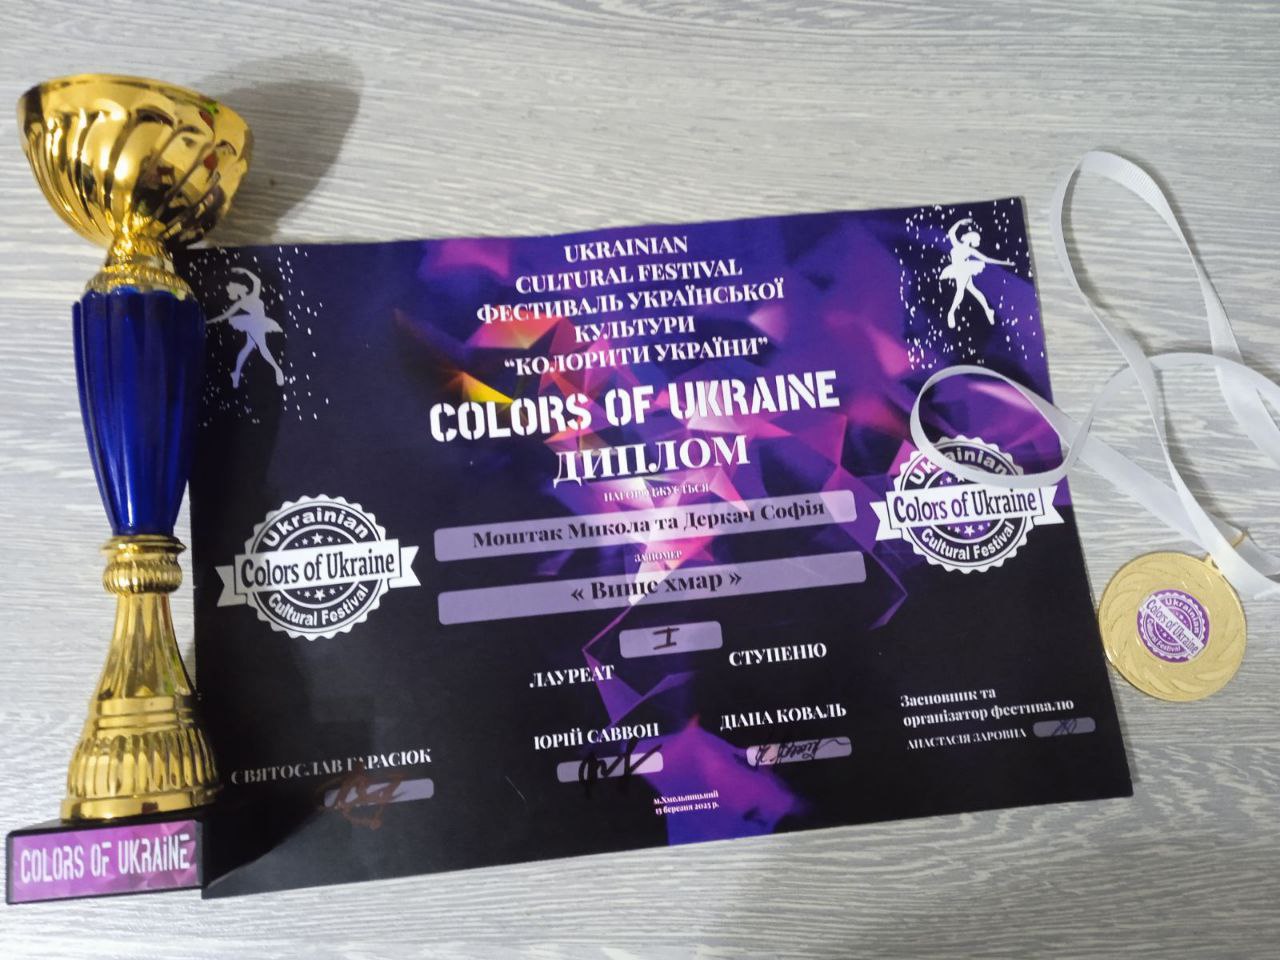 UKRAINIAN
CULTURAL FESTIVAL
ФЕСТИВАЛЬ УКРАЇНСЬКОЇ
КУЛЬТУРИ
“КОЛОРИТИ УКРАЇНИ”
COLORS OF UKRAINE
ДИПЛОМ
НАГОРОДЖУЄТЬСЯ
Моштак Микола та Деркач Софія
ЗА НОМЕР
« Вище хмар »
I
ЛАУРЕАТ СТУПЕНЮ
Ukrainian
Colors of Ukraine
Cultural Festival
Ukrainian
Colors of Ukraine
Cultural Festival
СВЯТОСЛАВ ГАРАСЮК
ЮРІЙ САВВОН
ДІАНА КОВАЛЬ
Засновник та
організатор фестивалю
АНАСТАСІЯ ЗАРОВНА
м.Хмельницький
15 березня 2025 р.
COLORS OF UKRAINE
Ukrainian
Colors of Ukraine
Cultural Festival